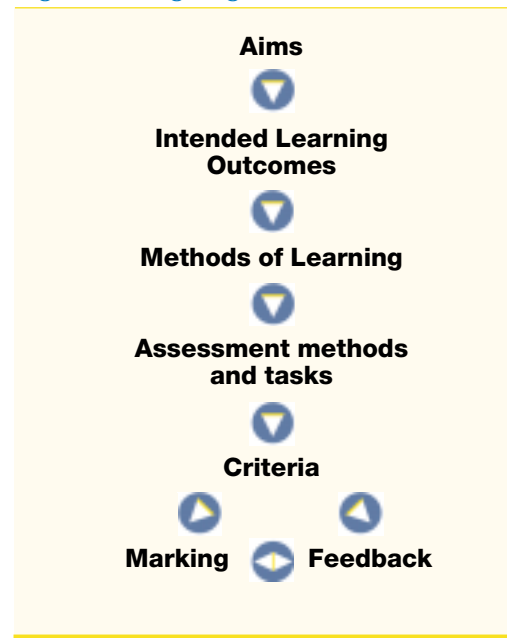 Aims
Intended Learning
Outcomes
Methods of Learning
Assessment methods
and tasks
Criteria
Marking Feedback